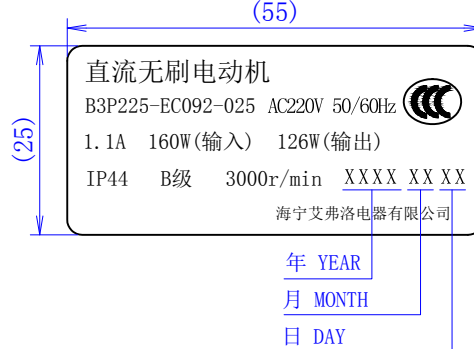 (55)
(25)
直流无刷电动机
B3P225-EC092-025 AC220V 50/60Hz
1.1A 160W(输入) 126W(输出)
IP44 B级 3000r/min XXXX XX XX
海宁艾弗洛电器有限公司
年 YEAR
月 MONTH
日 DAY